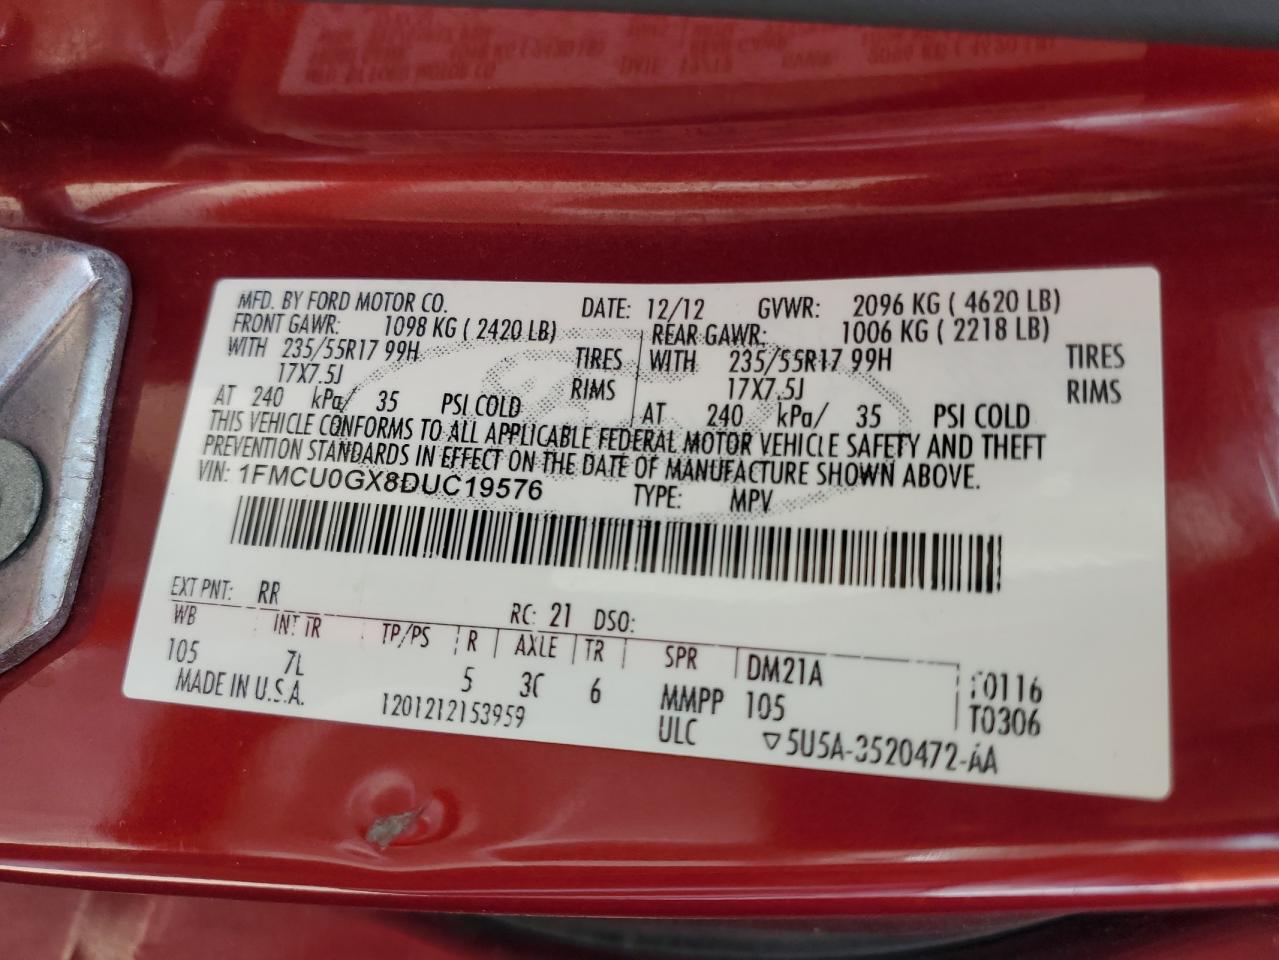 MFD. BY FORD MOTOR CO. DATE: 12/12 GVWR: 2096 KG ( 4620 LB)
FRONT GAWR: 1098 KG ( 2420 LB) REAR GAWR: 1006 KG ( 2218 LB)
WITH 235/55R17 99H TIRES WITH 235/55R17 99H TIRES
17X7.5J RIMS 17X7.5J RIMS
AT 240 kPa/ 35 PSI COLD AT 240 kPa/ 35 PSI COLD
THIS VEHICLE CONFORMS TO ALL APPLICABLE FEDERAL MOTOR VEHICLE SAFETY AND THEFT
PREVENTION STANDARDS IN EFFECT ON THE DATE OF MANUFACTURE SHOWN ABOVE.
VIN: 1FMCU0GX8DUC19576 TYPE: MPV
EXT PNT: RR RC: 21 DSO:
WB INT TR TP/PS R AXLE TR SPR DM21A T0116
105 7L 5 3C 6 MMPP 105 T0306
MADE IN U.S.A. 1201212153959 ULC ▽5U5A-3520472-AA